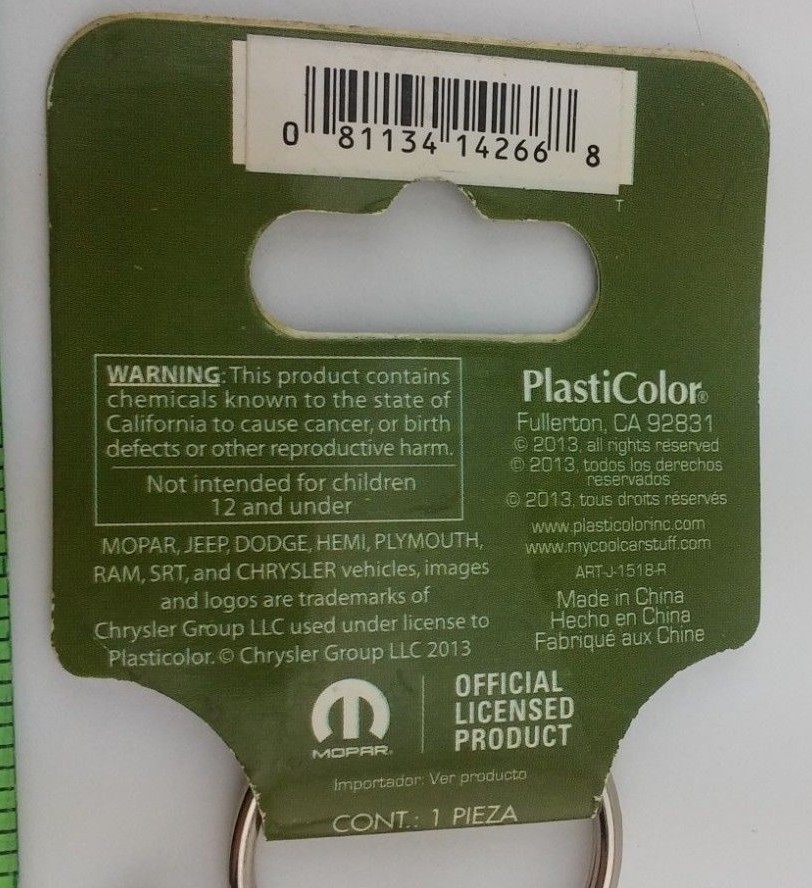 0 81134 14266 8
WARNING: This product contains
chemicals known to the state of
California to cause cancer, or birth
defects or other reproductive harm.
Not intended for children
12 and under
MOPAR, JEEP, DODGE, HEMI, PLYMOUTH,
RAM, SRT, and CHRYSLER vehicles, images
and logos are trademarks of
Chrysler Group LLC used under license to
Plasticolor. © Chrysler Group LLC 2013
PlastiColor®
Fullerton, CA 92831
© 2013, all rights reserved
© 2013, todos los derechos
reservados
© 2013, tous droits réservés
www.plasticolorinc.com
www.mycoolcarstuff.com
ART-J-1518-R
Made in China
Hecho en China
Fabriqué aux Chine
MOPAR®
OFFICIAL
LICENSED
PRODUCT
Importador: Ver producto
CONT.: 1 PIEZA